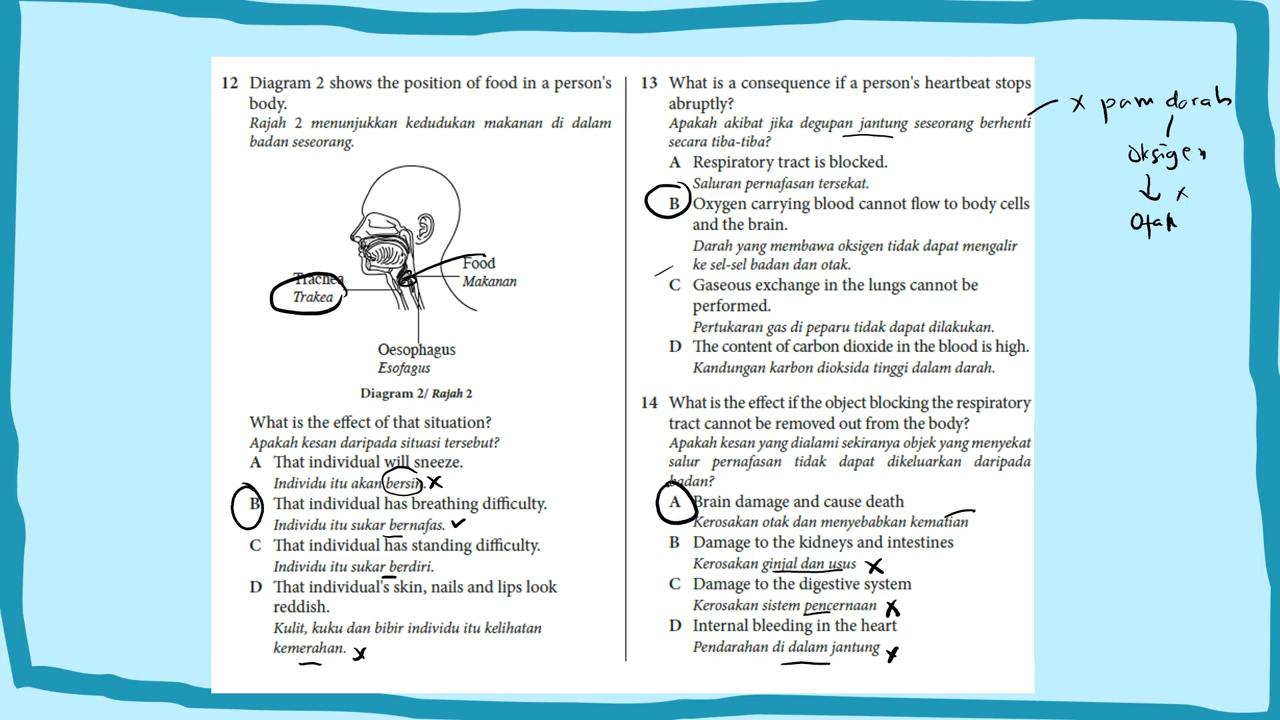 12 Diagram 2 shows the position of food in a person's
body.
Rajah 2 menunjukkan kedudukan makanan di dalam
badan seseorang.
Food
Makanan
Trachea
Trakea
Oesophagus
Esofagus
Diagram 2/ Rajah 2
What is the effect of that situation?
Apakah kesan daripada situasi tersebut?
A That individual will sneeze.
Individu itu akan bersin. x
B That individual has breathing difficulty.
Individu itu sukar bernafas. ✓
C That individual has standing difficulty.
Individu itu sukar berdiri.
D That individual's skin, nails and lips look
reddish.
Kulit, kuku dan bibir individu itu kelihatan
kemerahan. x
13 What is a consequence if a person's heartbeat stops
abruptly?
Apakah akibat jika degupan jantung seseorang berhenti
secara tiba-tiba?
A Respiratory tract is blocked.
Saluran pernafasan tersekat.
B Oxygen carrying blood cannot flow to body cells
and the brain.
Darah yang membawa oksigen tidak dapat mengalir
ke sel-sel badan dan otak.
C Gaseous exchange in the lungs cannot be
performed.
Pertukaran gas di peparu tidak dapat dilakukan.
D The content of carbon dioxide in the blood is high.
Kandungan karbon dioksida tinggi dalam darah.
14 What is the effect if the object blocking the respiratory
tract cannot be removed out from the body?
Apakah kesan yang dialami sekiranya objek yang menyekat
salur pernafasan tidak dapat dikeluarkan daripada
badan?
A Brain damage and cause death
Kerosakan otak dan menyebabkan kematian
B Damage to the kidneys and intestines
Kerosakan ginjal dan usus x
C Damage to the digestive system
Kerosakan sistem pencernaan x
D Internal bleeding in the heart
Pendarahan di dalam jantung x
x pam darah
oksigen
↓ x
otak